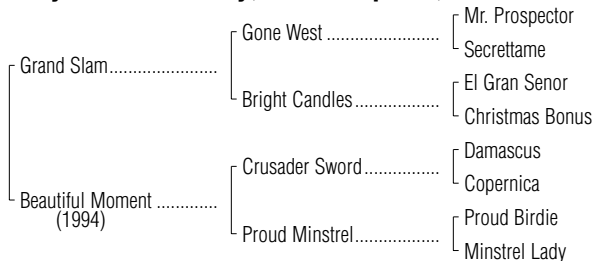 Mr. Prospector
Gone West ........................
Secrettame
Grand Slam.......................
El Gran Senor
Bright Candles ..................
Christmas Bonus
Damascus
Crusader Sword ................
Copernica
Beautiful Moment .............
(1994)
Proud Birdie
Proud Minstrel ..................
Minstrel Lady